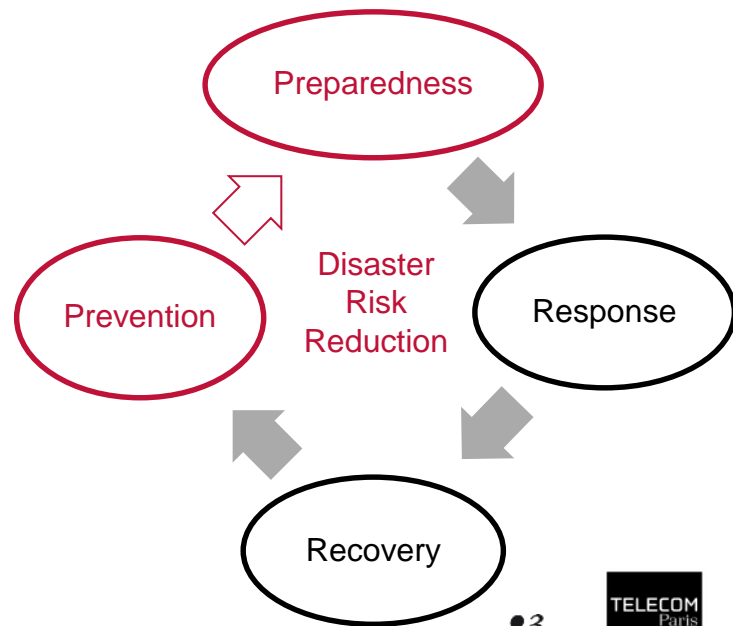 Preparedness
Disaster
Risk
Reduction
Prevention
Response
Recovery
TELECOM
Paris